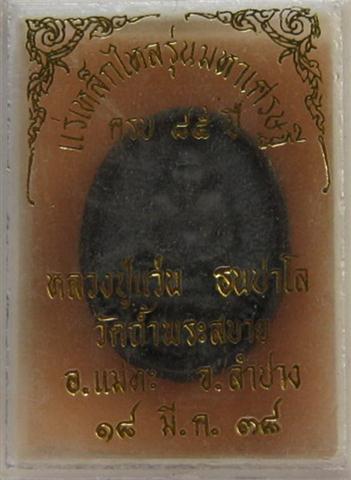 แร่เหล็กไหลรุ่นมหาเศรษฐี
ครบ ๘๕ ปี
หลวงปู่แว่น ธนปาโล
วัดถ้ำพระสบาย
อ.แม่ทะ จ.ลำปาง
๑๘ มี.ค. ๓๘